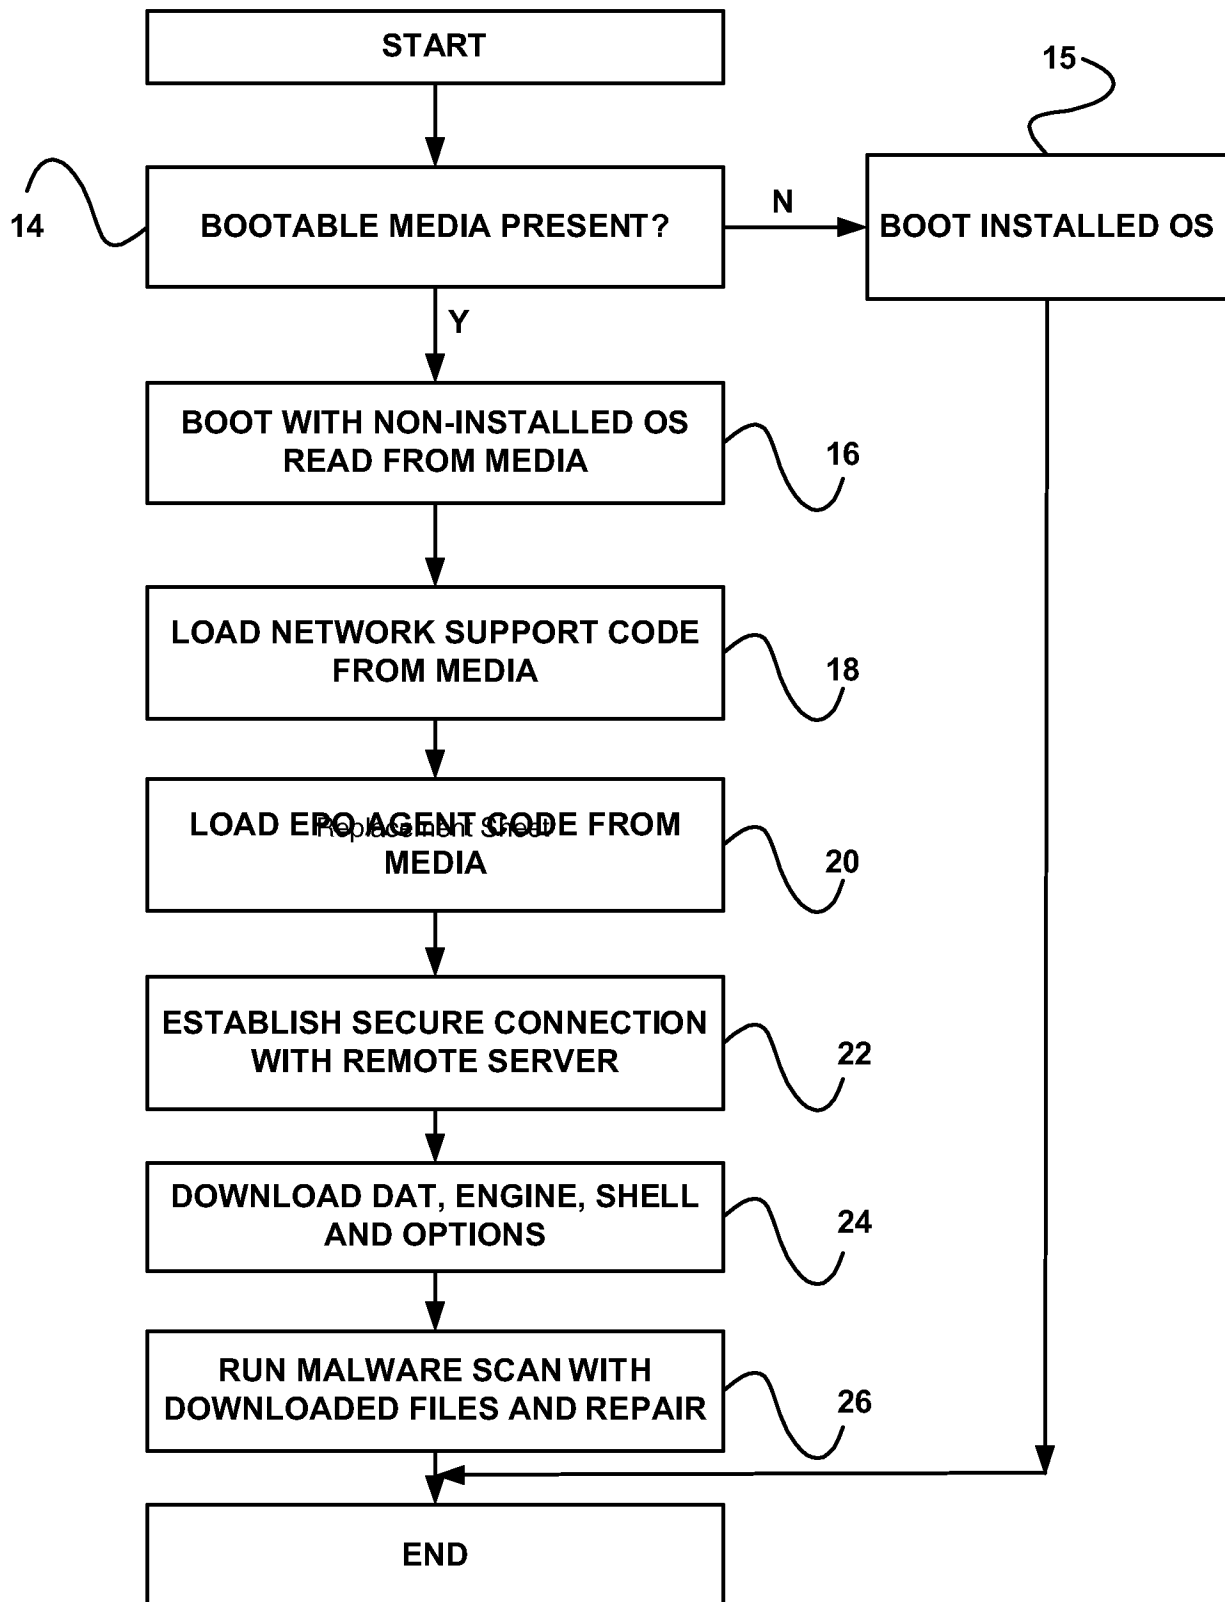 START
15
14
BOOTABLE MEDIA PRESENT?
N
BOOT INSTALLED OS
Y
BOOT WITH NON-INSTALLED OS
READ FROM MEDIA
16
LOAD NETWORK SUPPORT CODE
FROM MEDIA
18
LOAD EPO AGENT CODE FROM
MEDIA
Replacement Sheet
20
ESTABLISH SECURE CONNECTION
WITH REMOTE SERVER
22
DOWNLOAD DAT, ENGINE, SHELL
AND OPTIONS
24
RUN MALWARE SCAN WITH
DOWNLOADED FILES AND REPAIR
26
END